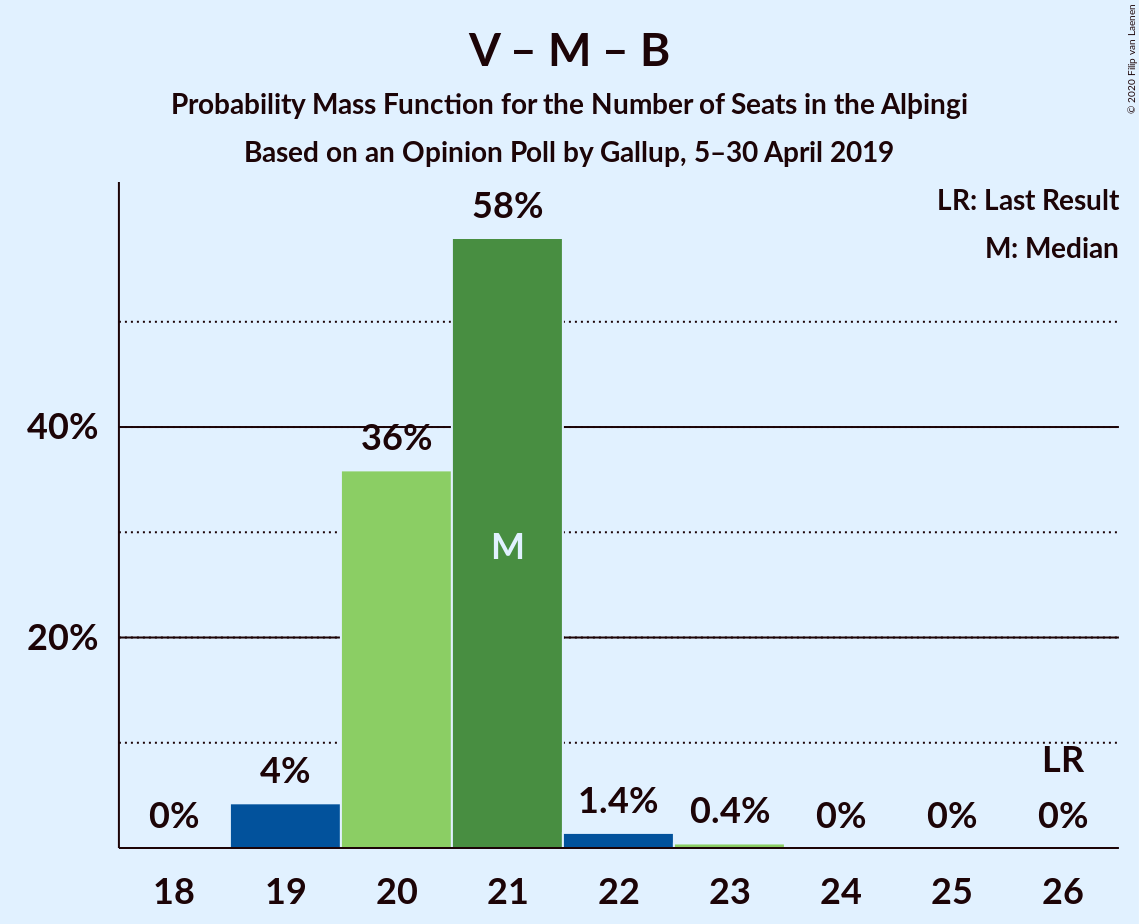 V – M – B
Probability Mass Function for the Number of Seats in the Alþingi
Based on an Opinion Poll by Gallup, 5–30 April 2019
© 2020 Filip van Laenen
LR: Last Result
M: Median
58%
40%
36%
M
20%
LR
4%
0%
1.4%
0.4%
0%
0%
0%
18 19 20 21 22 23 24 25 26